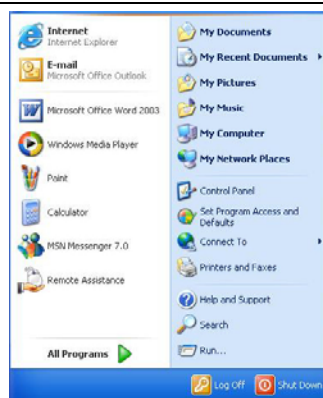 Internet
Internet Explorer
E-mail
Microsoft Office Outlook
Microsoft Office Word 2003
Windows Media Player
Paint
Calculator
MSN Messenger 7.0
Remote Assistance
All Programs
My Documents
My Recent Documents
My Pictures
My Music
My Computer
My Network Places
Control Panel
Set Program Access and
Defaults
Connect To
Printers and Faxes
Help and Support
Search
Run...
Log Off
Shut Down